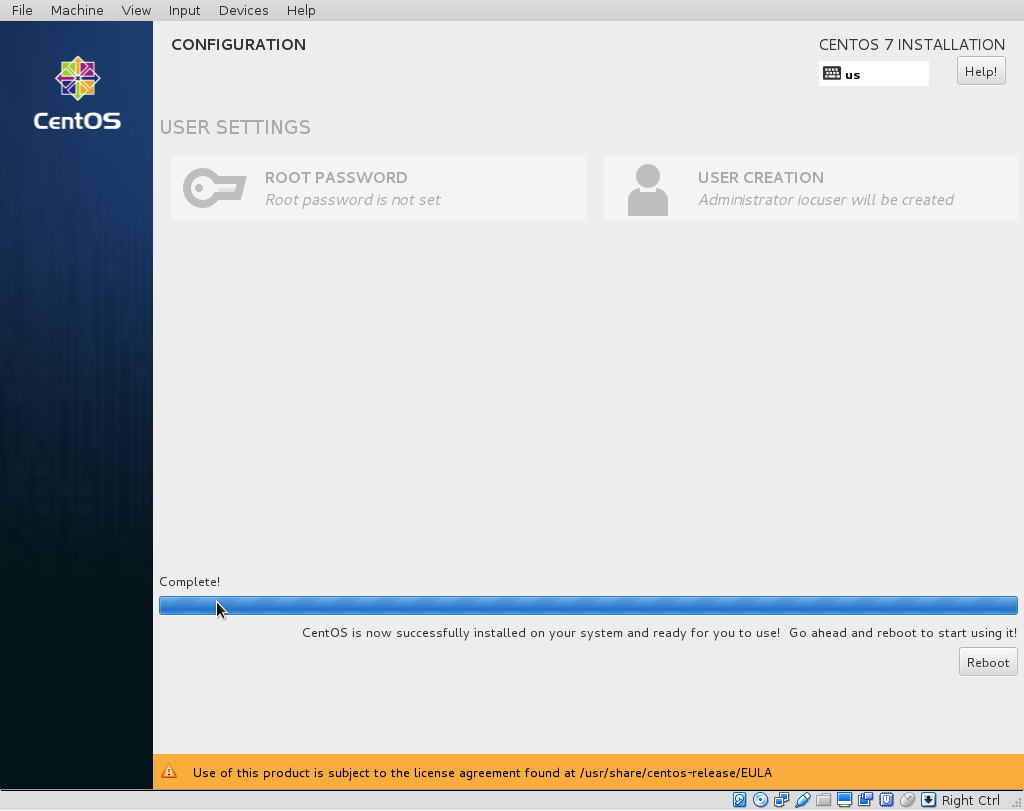 File Machine View Input Devices Help
CentOS
CONFIGURATION
CENTOS 7 INSTALLATION
us
Help!
USER SETTINGS
ROOT PASSWORD
Root password is not set
USER CREATION
Administrator iocuser will be created
Complete!
CentOS is now successfully installed on your system and ready for you to use! Go ahead and reboot to start using it!
Reboot
Use of this product is subject to the license agreement found at /usr/share/centos-release/EULA
Right Ctrl